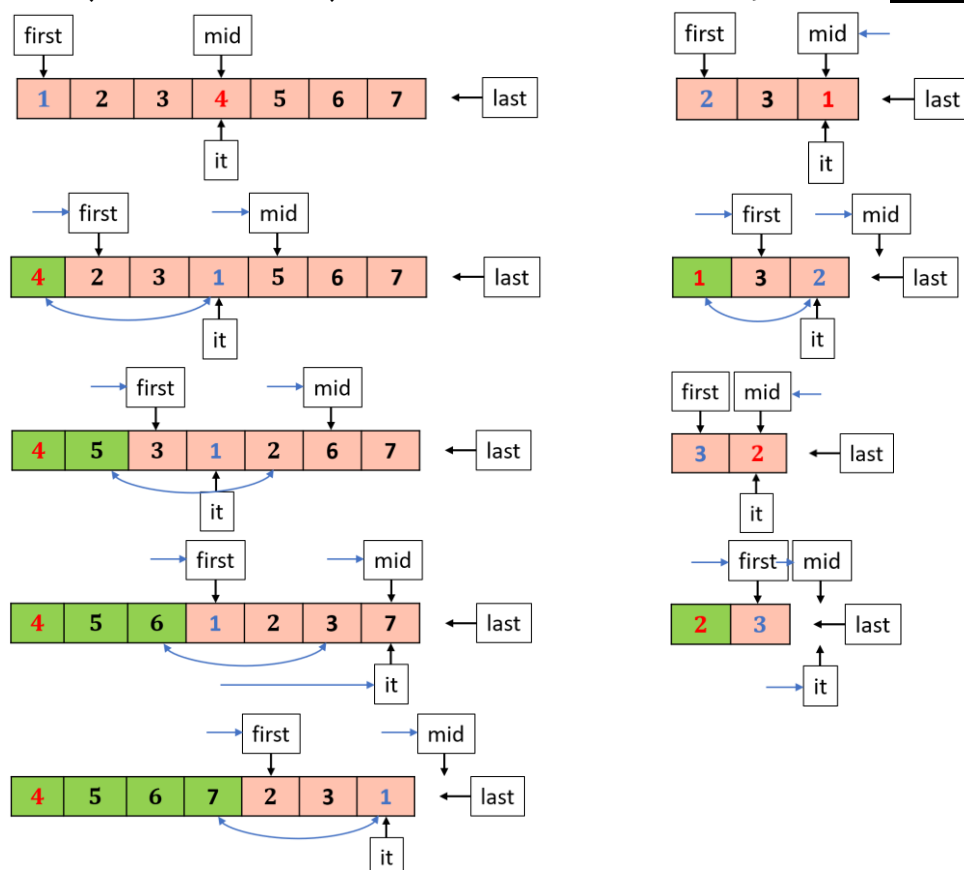 first mid
1 2 3 4 5 6 7 last
it
first mid
4 2 3 1 5 6 7 last
it
first mid
4 5 3 1 2 6 7 last
it
first mid
4 5 6 1 2 3 7 last
it
first mid
4 5 6 7 2 3 1 last
it
first mid
2 3 1 last
it
first mid
1 3 2 last
it
first mid
3 2 last
it
first mid
2 3 last
it